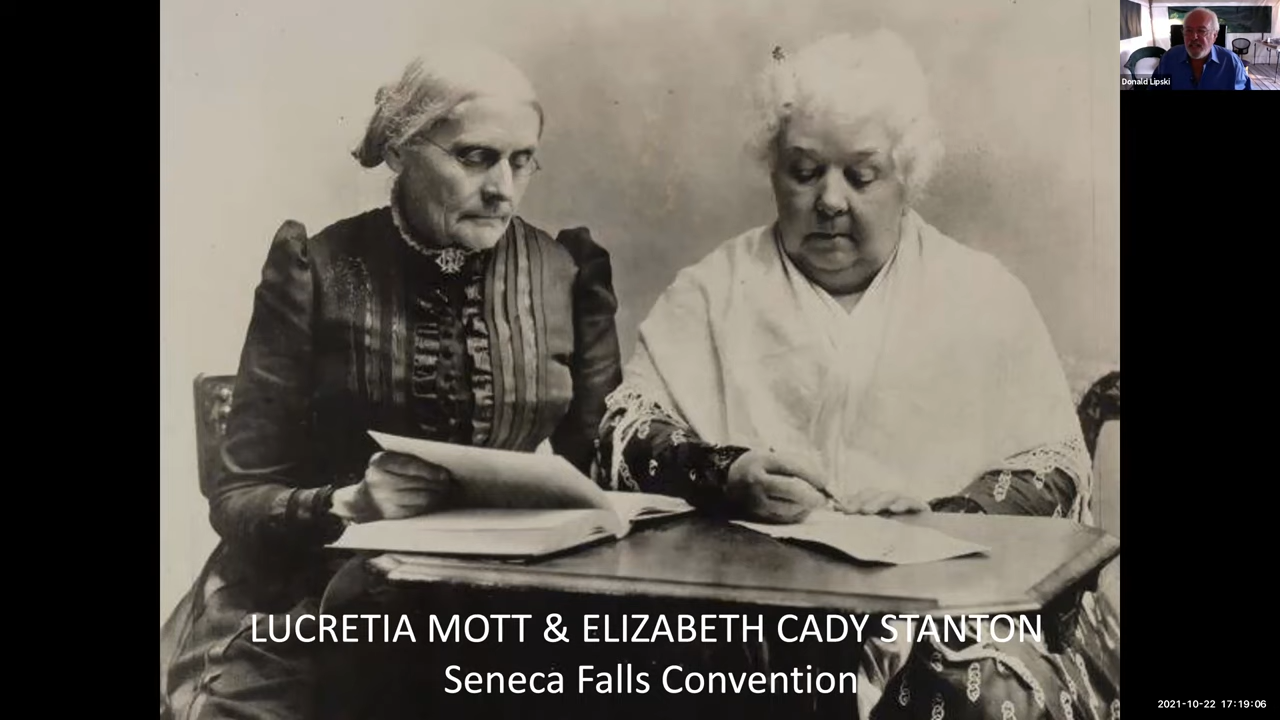 Donald Lipski
LUCRETIA MOTT & ELIZABETH CADY STANTON
Seneca Falls Convention
2021-10-22 17:19:06